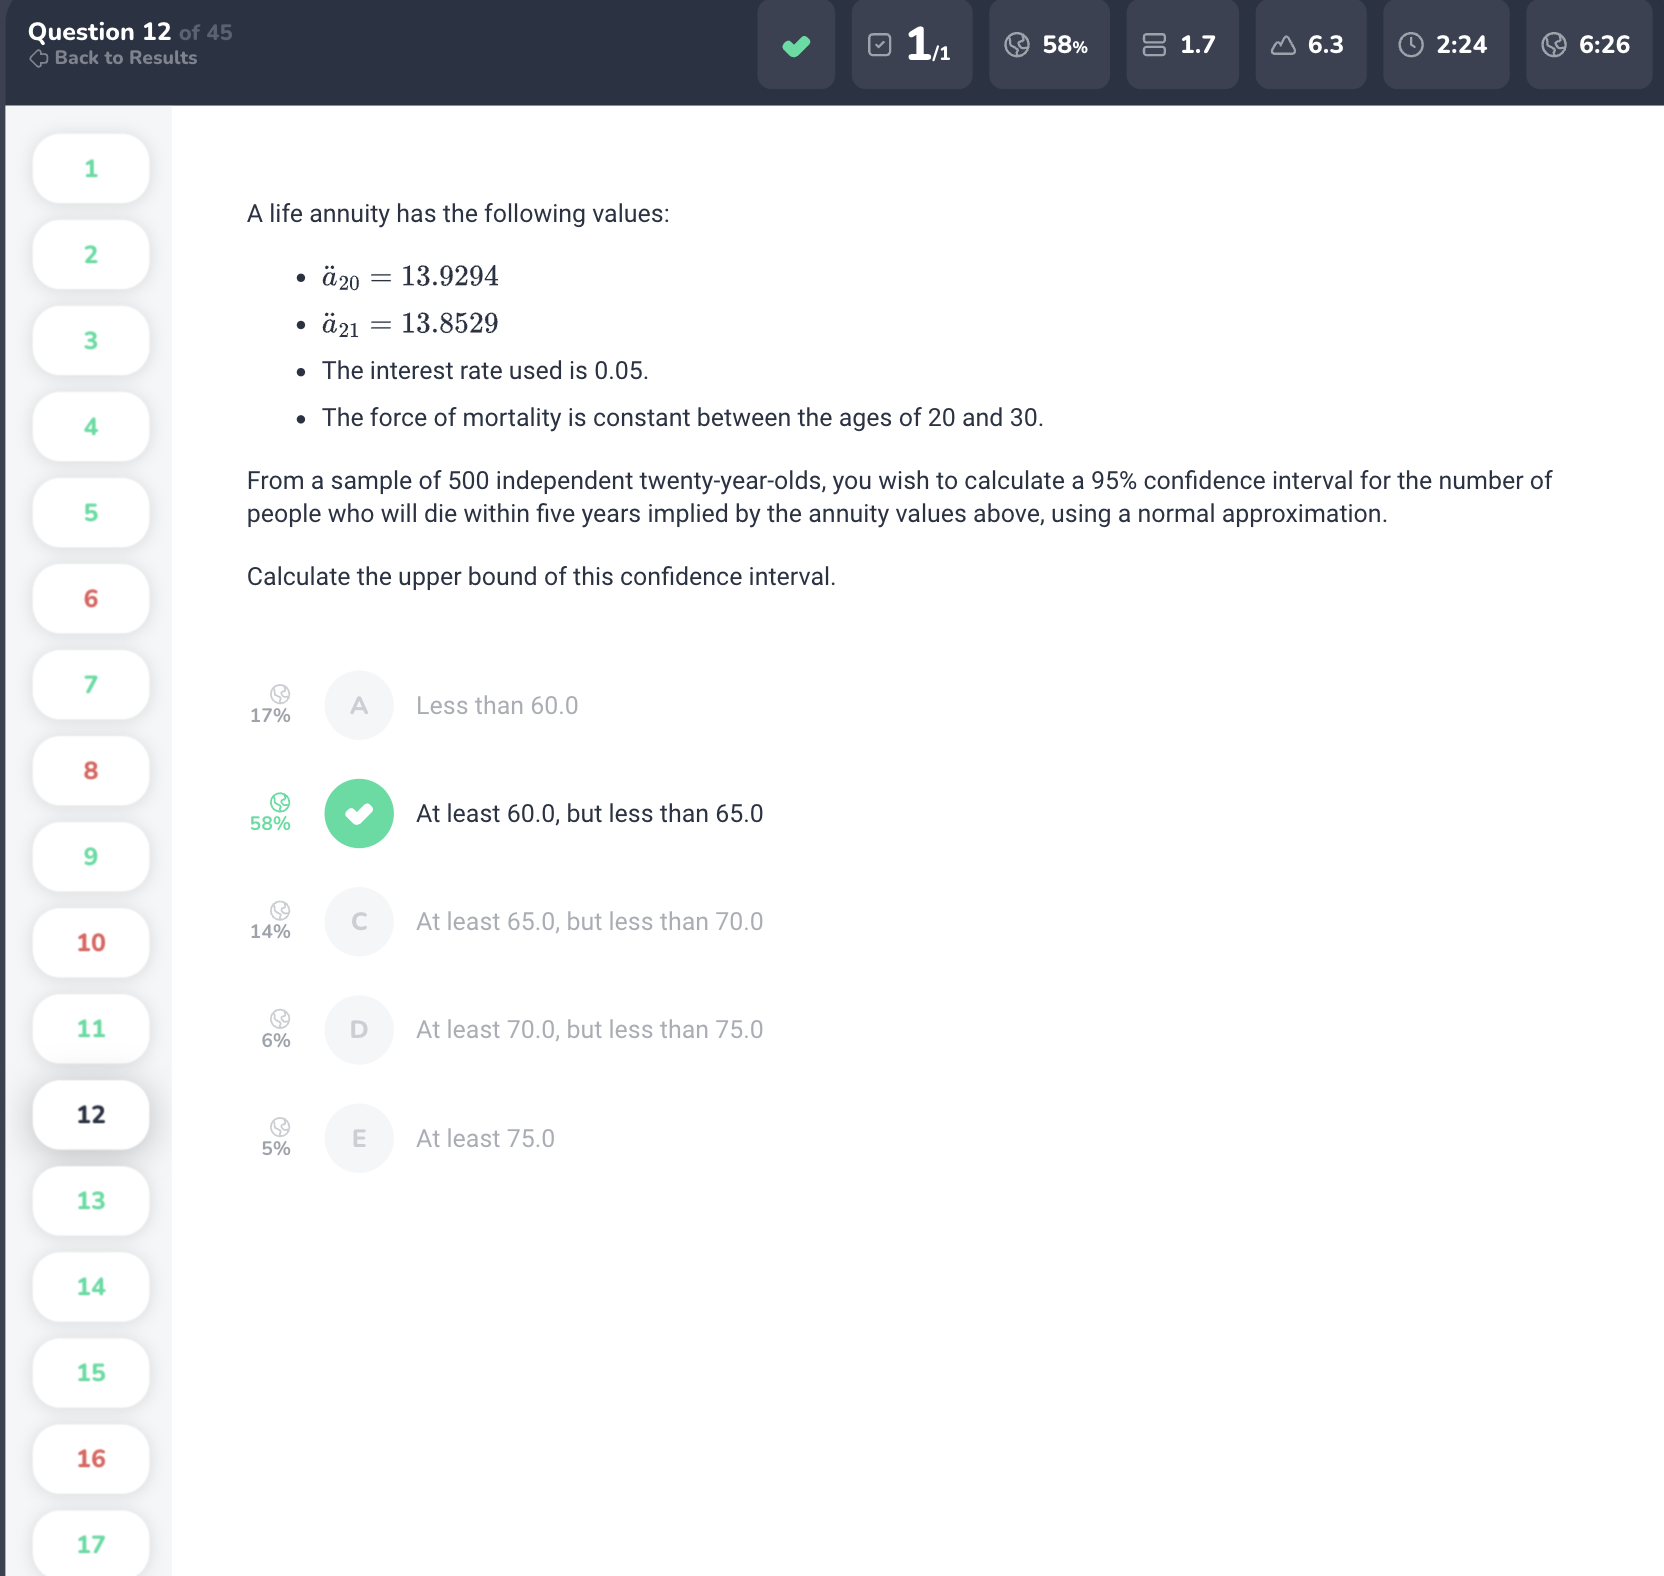 Question 12 of 45
Back to Results
1/1
58%
1.7
6.3
2:24
6:26
1
2
3
4
5
6
7
8
9
10
11
12
13
14
15
16
17
A life annuity has the following values:
• ä₂₀ = 13.9294
• ä₂₁ = 13.8529
• The interest rate used is 0.05.
• The force of mortality is constant between the ages of 20 and 30.
From a sample of 500 independent twenty-year-olds, you wish to calculate a 95% confidence interval for the number of
people who will die within five years implied by the annuity values above, using a normal approximation.
Calculate the upper bound of this confidence interval.
17% A Less than 60.0
58% At least 60.0, but less than 65.0
14% C At least 65.0, but less than 70.0
6% D At least 70.0, but less than 75.0
5% E At least 75.0